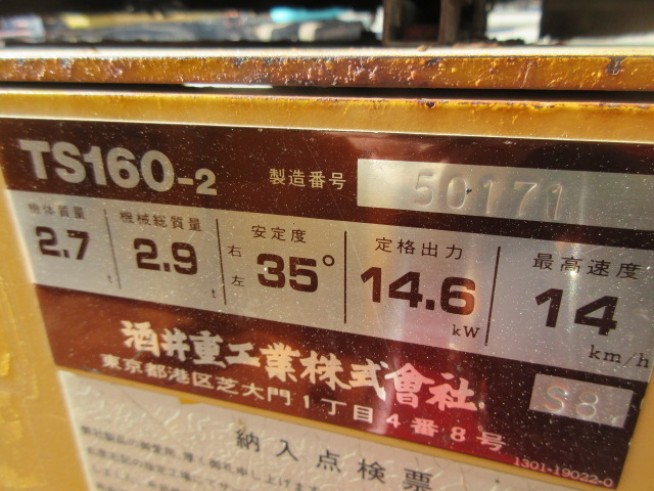 TS160-2 製造番号 50171
機体質量 機械総質量 安定度 定格出力 最高速度
2.7 t 2.9 t 右 左 35° 14.6 kW 14 km/h
酒井重工業株式會社
東京都港区芝大門1丁目4番8号
S8
1301-19022-0
納入点検票